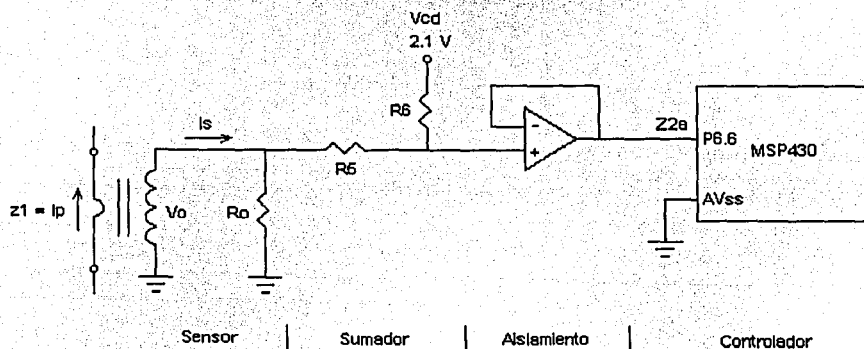 Vcd
2.1 V
R6
Is
R5
-
+
Z2a
P6.6
MSP430
AVss
z1 = Ip
Vo
Ro
Sensor
Sumador
Aislamiento
Controlador